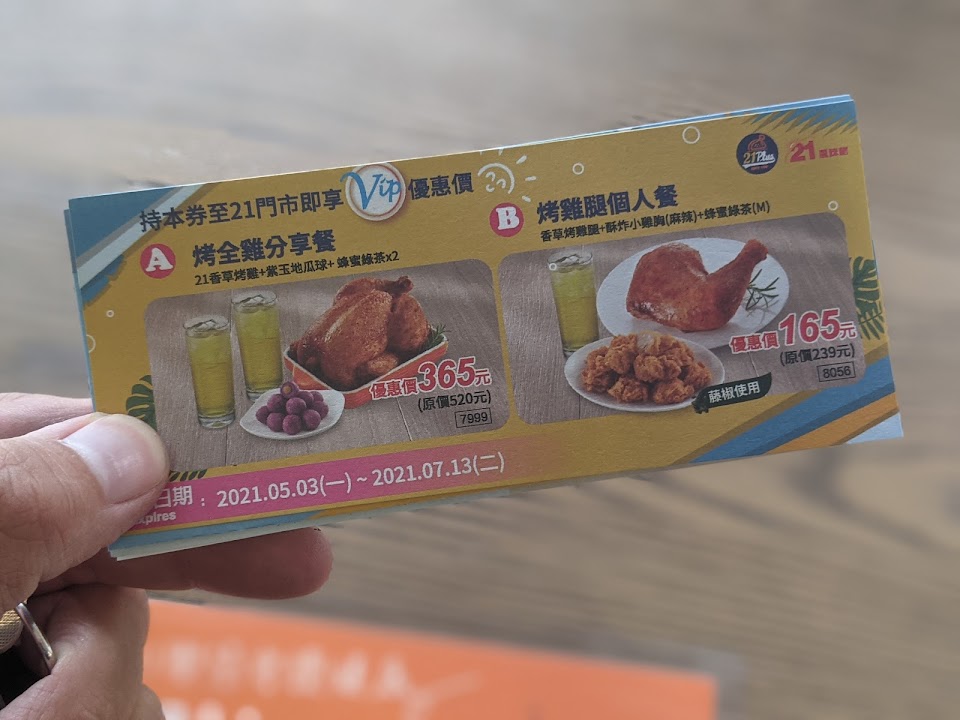 持本券至21門市即享Vip優惠價
21Plus
21風味館
A 烤全雞分享餐
21香草烤雞+紫玉地瓜球+蜂蜜綠茶x2
優惠價365元
(原價520元)
7999
B 烤雞腿個人餐
香草烤雞腿+酥炸小雞胸(麻辣)+蜂蜜綠茶(M)
優惠價165元
(原價239元)
8056
藤椒使用
日期：2021.05.03(一)~2021.07.13(二)
xpires